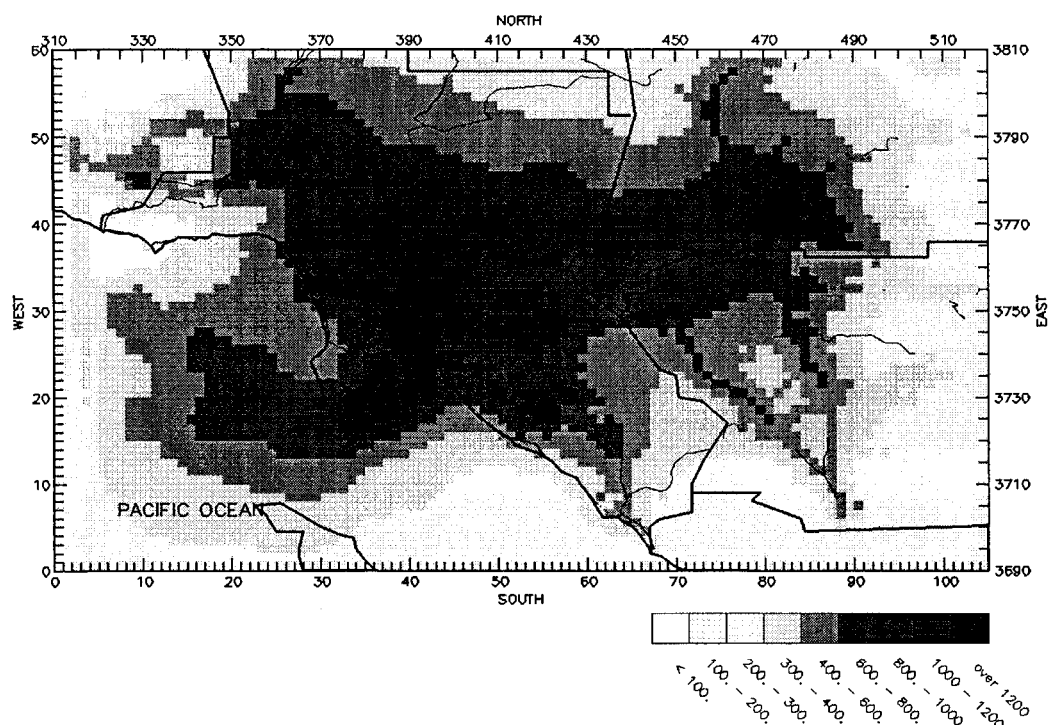 NORTH
310 330 350 370 390 410 430 450 470 490 510
60 3810
50 3790
40 3770
WEST
30 3750
EAST
20 3730
10 3710
PACIFIC OCEAN
0 3690
0 10 20 30 40 50 60 70 80 90 100
SOUTH
< 100.
100. - 200.
200. - 300.
300. - 400.
400. - 600.
600. - 800.
800. - 1000
1000 - 1200
over 1200